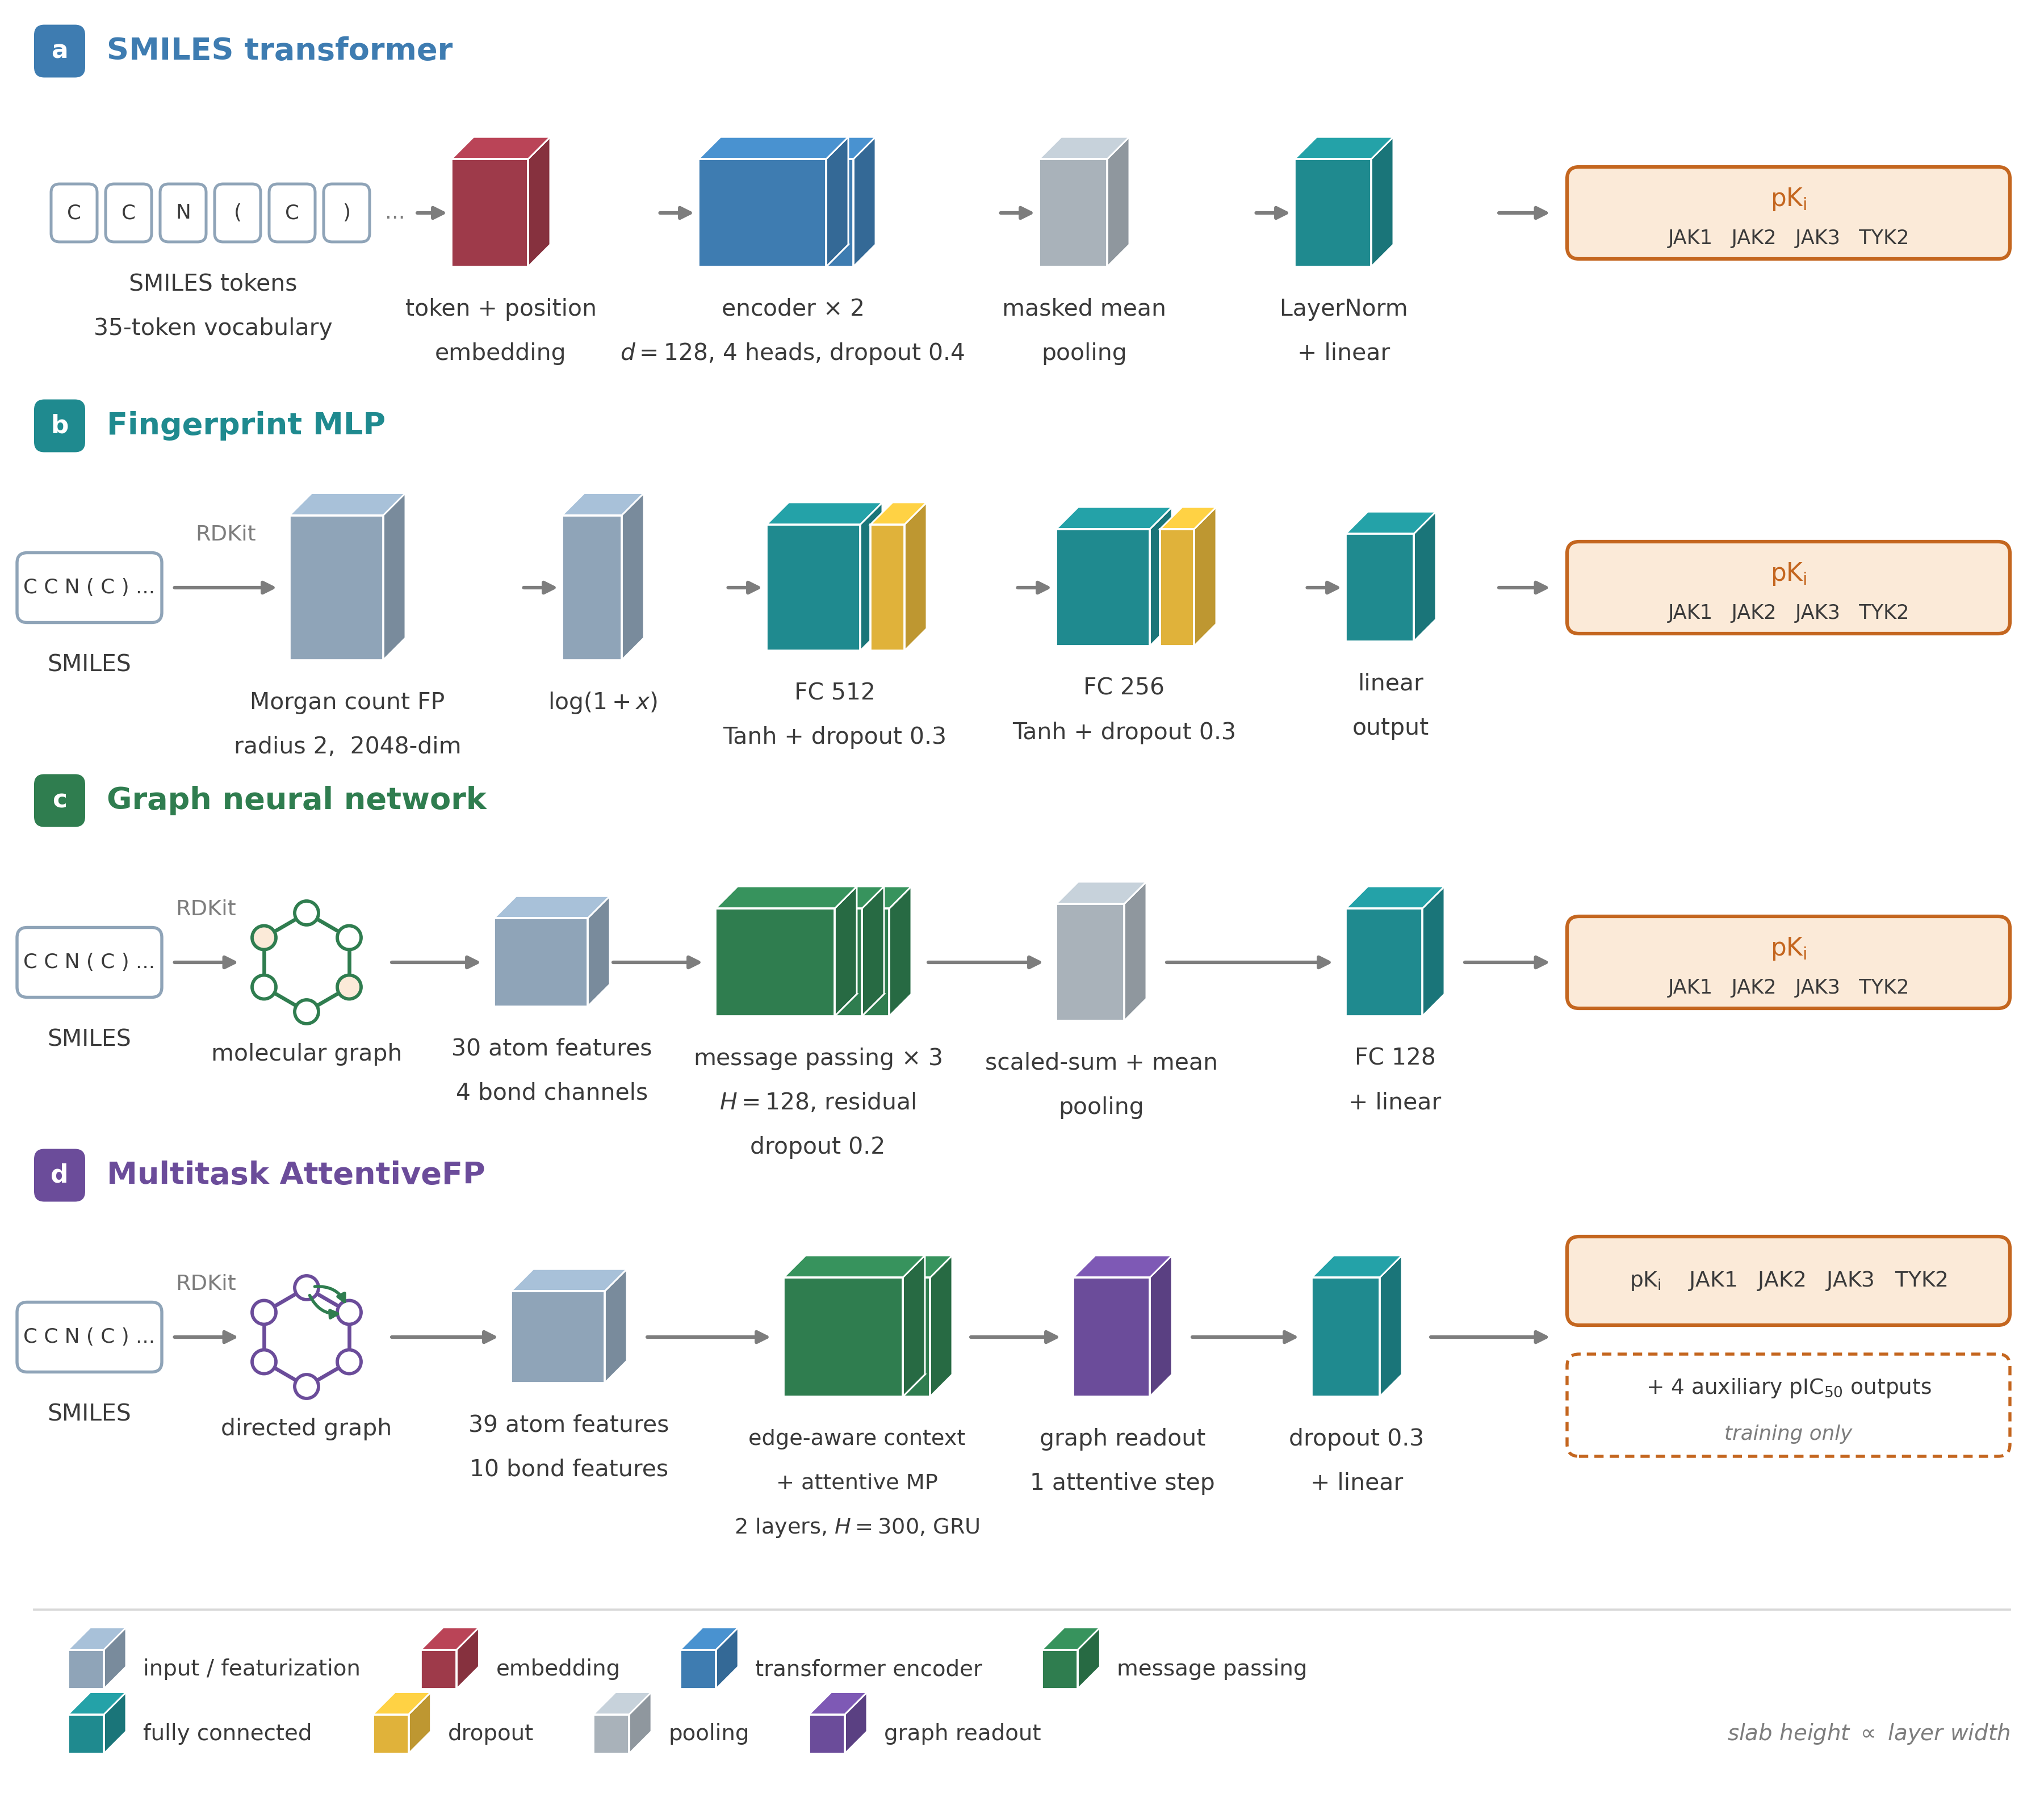 a SMILES transformer
C C N ( C ) ...
SMILES tokens
35-token vocabulary
token + position
embedding
encoder × 2
d = 128, 4 heads, dropout 0.4
masked mean
pooling
LayerNorm
+ linear
pKi
JAK1 JAK2 JAK3 TYK2
b Fingerprint MLP
C C N ( C ) ...
SMILES
RDKit
Morgan count FP
radius 2, 2048-dim
log(1 + x)
FC 512
Tanh + dropout 0.3
FC 256
Tanh + dropout 0.3
linear
output
pKi
JAK1 JAK2 JAK3 TYK2
c Graph neural network
C C N ( C ) ...
SMILES
RDKit
molecular graph
30 atom features
4 bond channels
message passing × 3
H = 128, residual
dropout 0.2
scaled-sum + mean
pooling
FC 128
+ linear
pKi
JAK1 JAK2 JAK3 TYK2
d Multitask AttentiveFP
C C N ( C ) ...
SMILES
RDKit
directed graph
39 atom features
10 bond features
edge-aware context
+ attentive MP
2 layers, H = 300, GRU
graph readout
1 attentive step
dropout 0.3
+ linear
pKi JAK1 JAK2 JAK3 TYK2
+ 4 auxiliary pIC50 outputs
training only
input / featurization
embedding
transformer encoder
message passing
fully connected
dropout
pooling
graph readout
slab height ∝ layer width